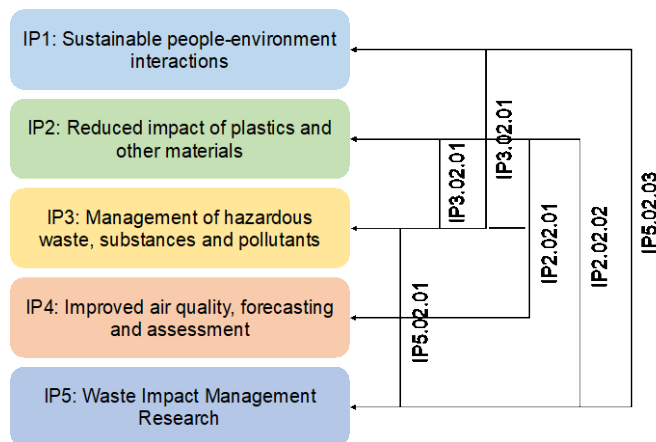 IP1: Sustainable people-environment
interactions
IP2: Reduced impact of plastics and
other materials
IP3: Management of hazardous
waste, substances and pollutants
IP4: Improved air quality, forecasting
and assessment
IP5: Waste Impact Management
Research
IP5.02.01
IP3.02.01
IP3.02.01
IP2.02.01
IP2.02.02
IP5.02.03